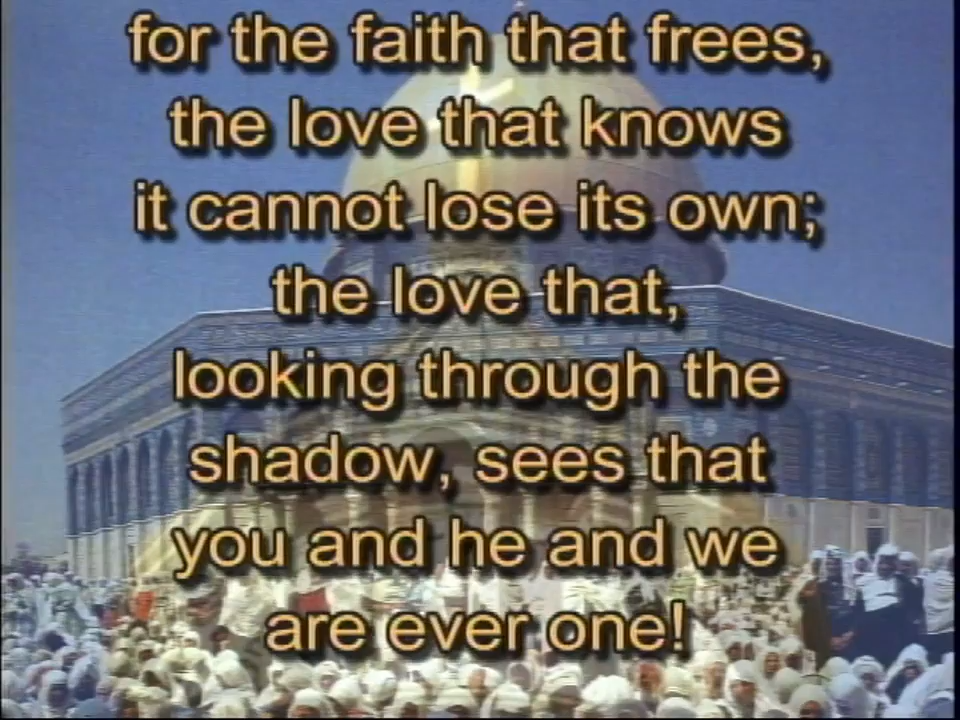 for the faith that frees,
the love that knows
it cannot lose its own;
the love that,
looking through the
shadow, sees that
you and he and we
are ever one!